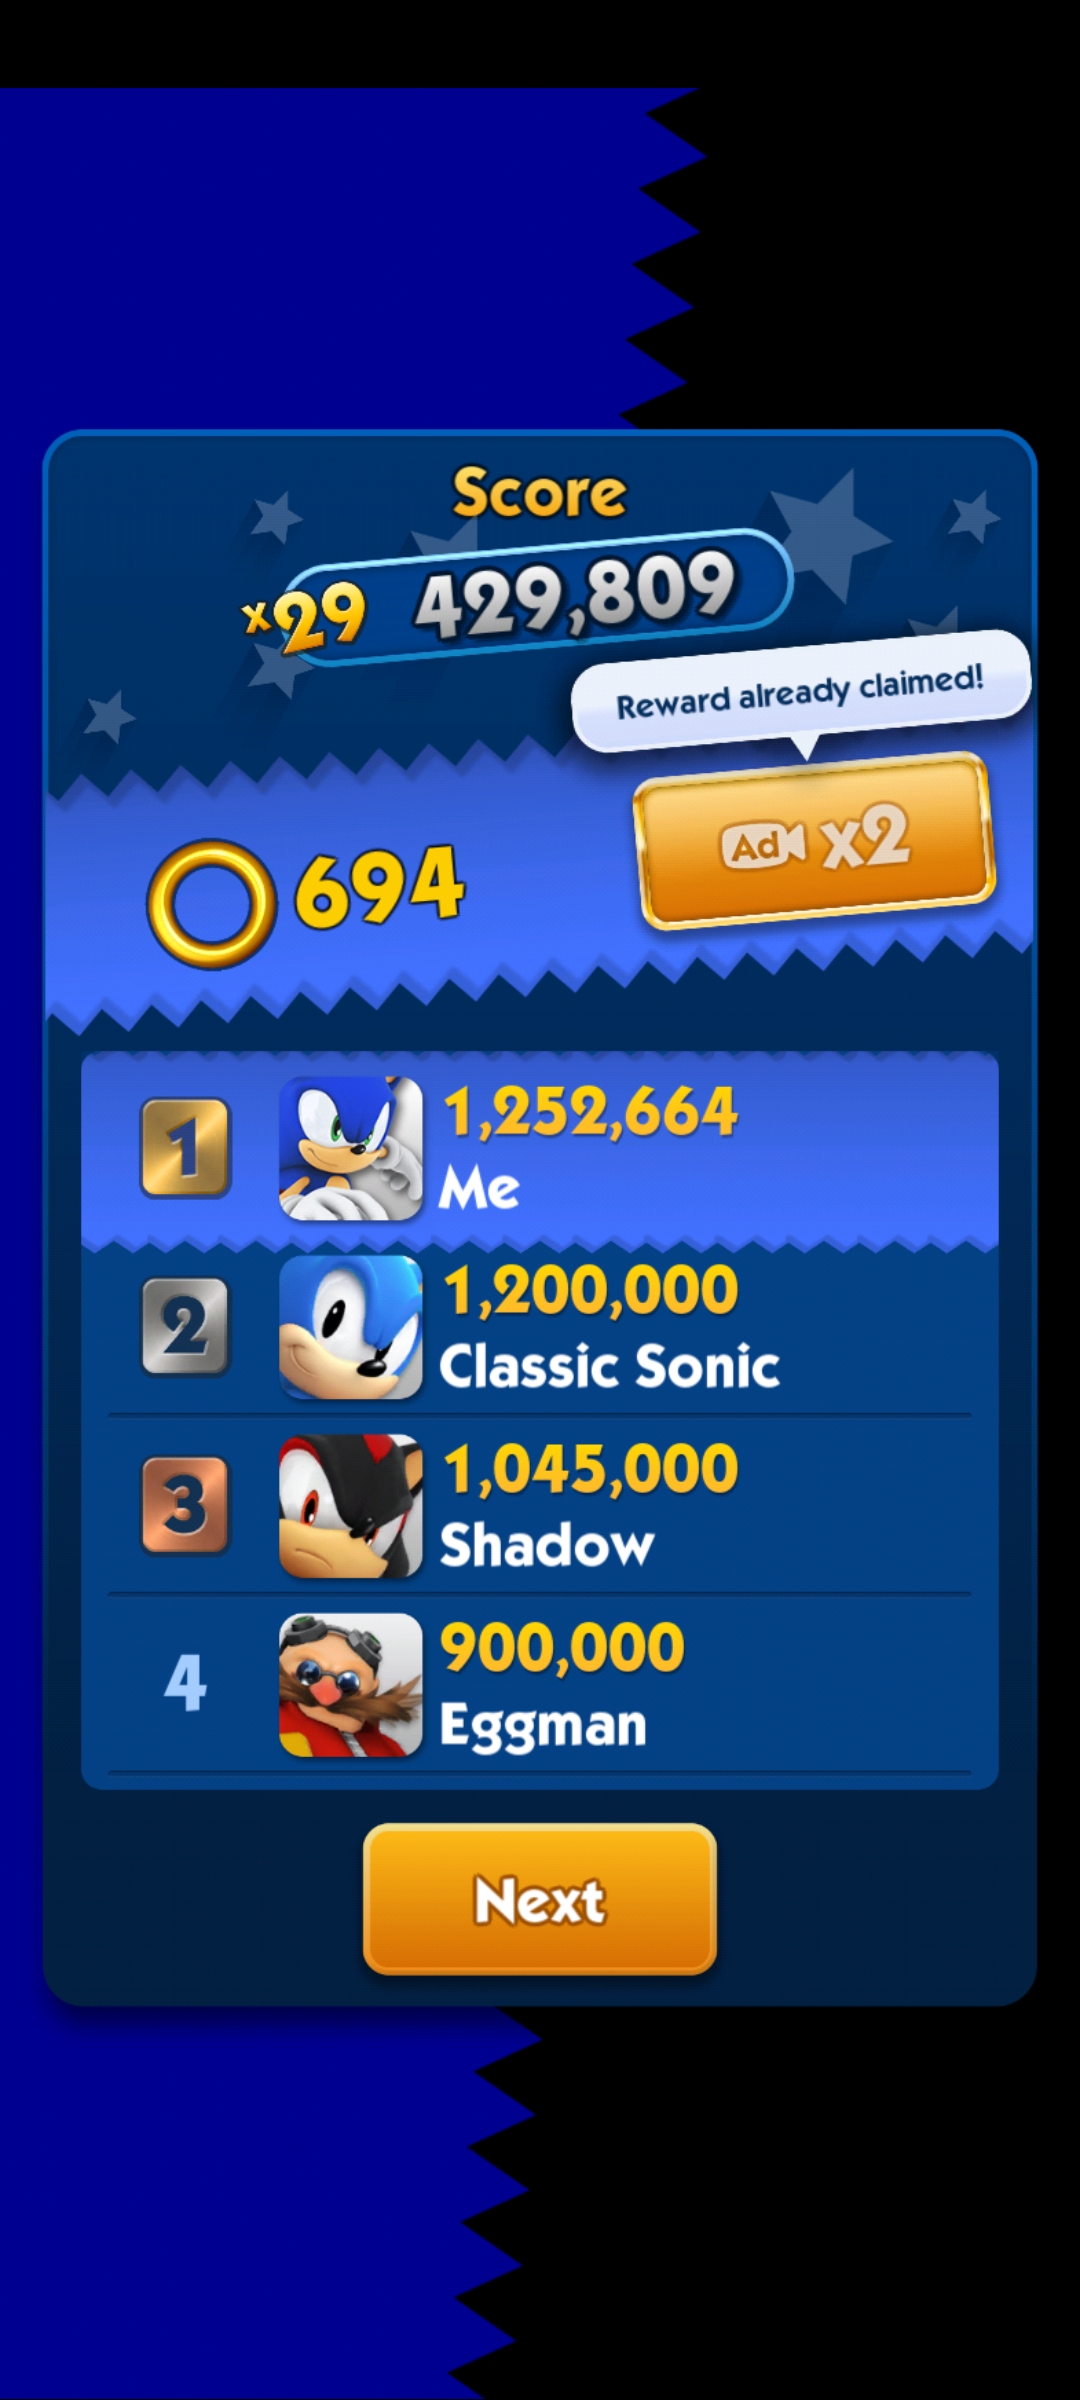 Score
x29 429,809
Reward already claimed!
694
Ad x2
1
1,252,664
Me
2
1,200,000
Classic Sonic
3
1,045,000
Shadow
4
900,000
Eggman
Next